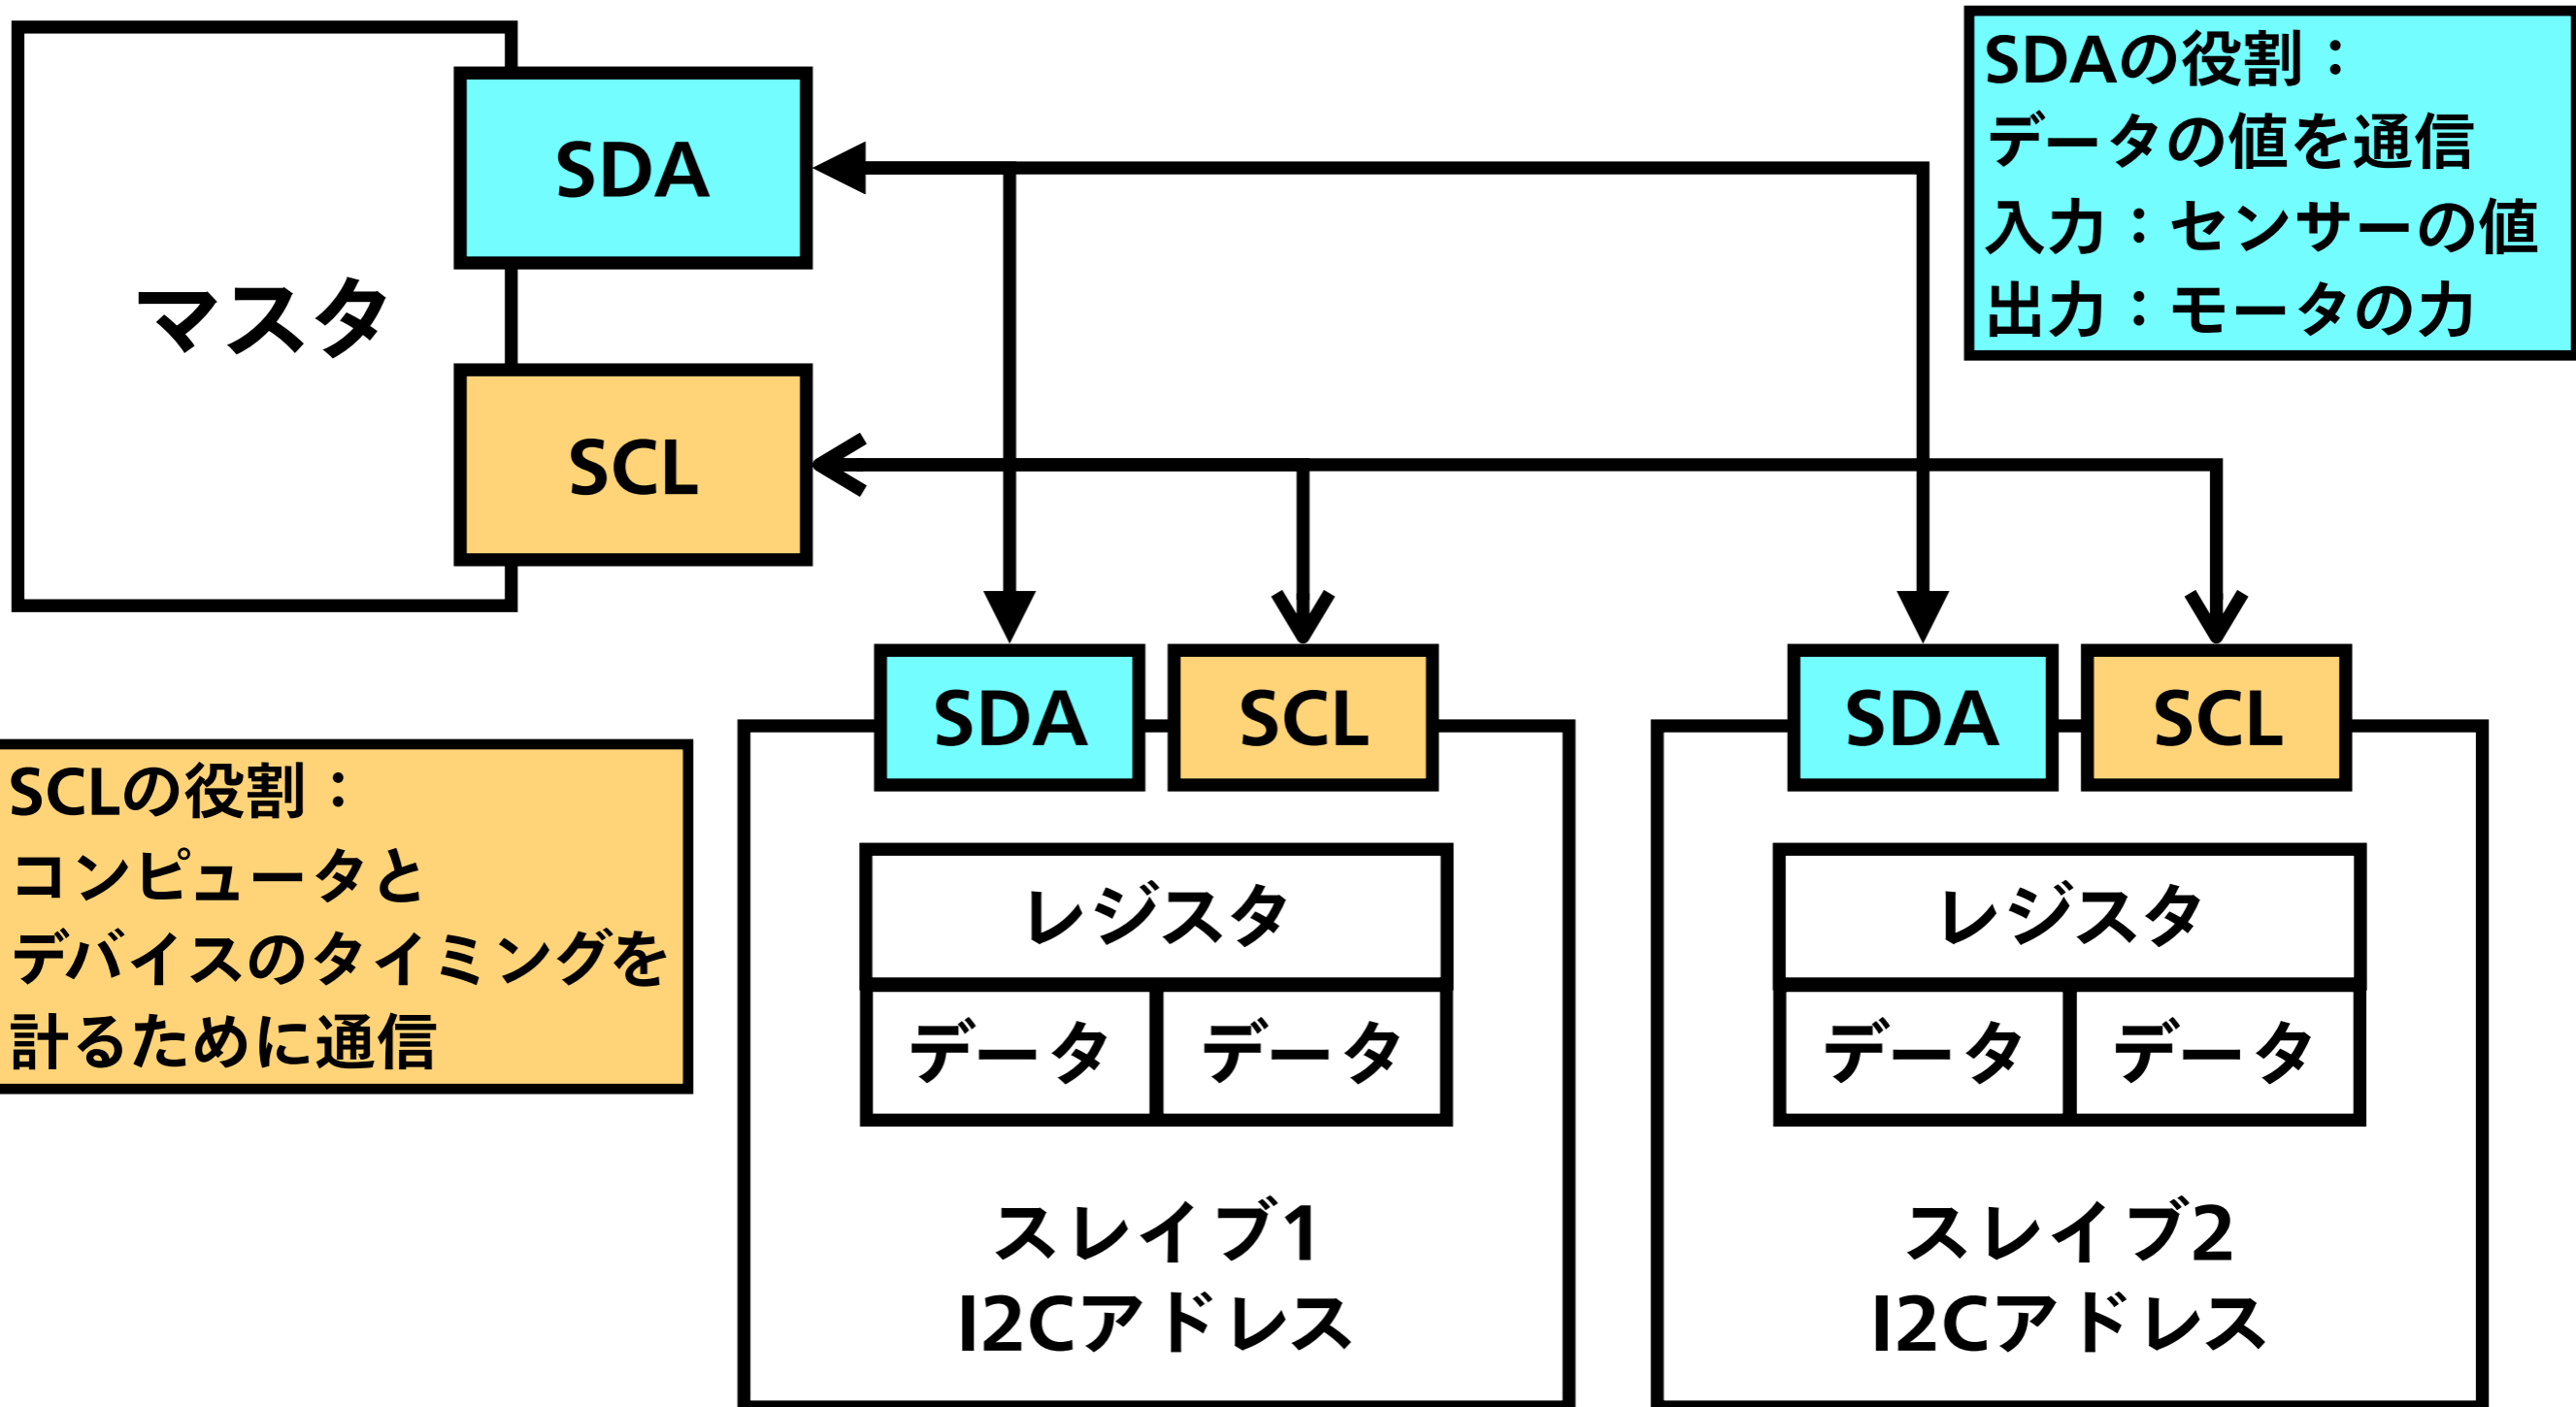 SDA
SDAの役割：
データの値を通信
入力：センサーの値
出力：モータの力
マスタ
SCL
SDA
SCL
SDA
SCL
SCLの役割：
コンピュータと
デバイスのタイミングを
計るために通信
レジスタ
データ
データ
スレイブ1
I2Cアドレス
レジスタ
データ
データ
スレイブ2
I2Cアドレス